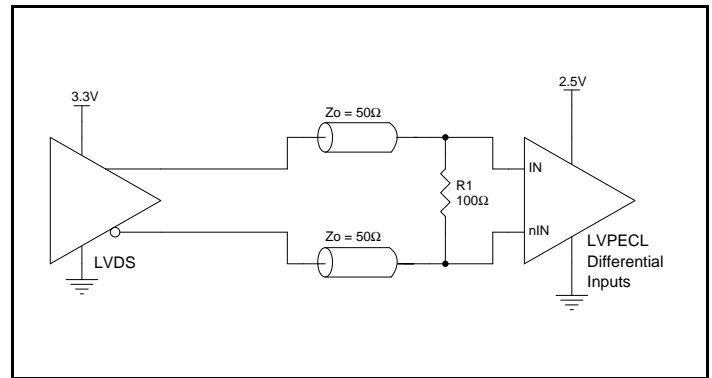 3.3V
2.5V
Zo = 50Ω
IN
R1
100Ω
Zo = 50Ω
nIN
LVDS
LVPECL
Differential
Inputs